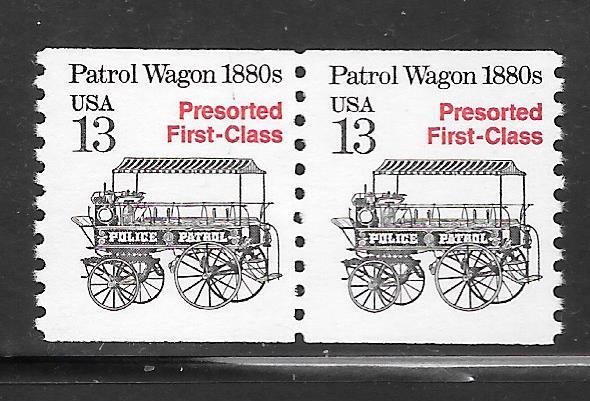 Patrol Wagon 1880s
USA
13
Presorted
First-Class
POLICE PATROL
Patrol Wagon 1880s
USA
13
Presorted
First-Class
POLICE PATROL